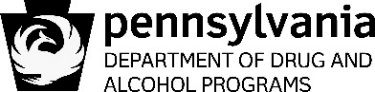 pennsylvania
DEPARTMENT OF DRUG AND
ALCOHOL PROGRAMS